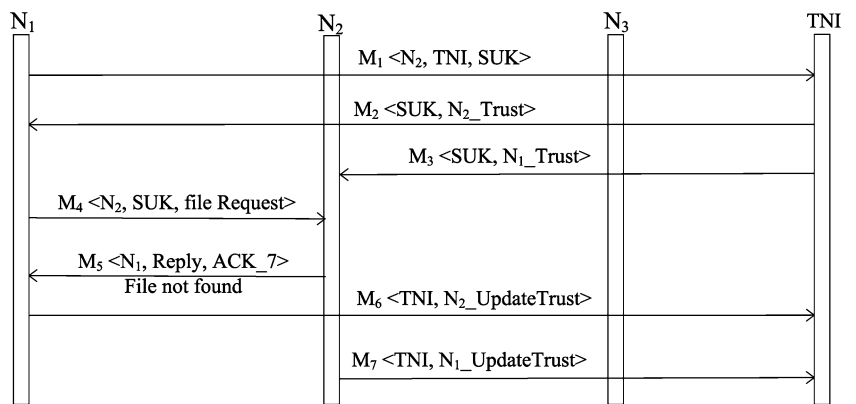 N₁ N₂ N₃ TNI
M₁ <N₂, TNI, SUK>
M₂ <SUK, N₂_Trust>
M₃ <SUK, N₁_Trust>
M₄ <N₂, SUK, file Request>
M₅ <N₁, Reply, ACK_7>
File not found
M₆ <TNI, N₂_UpdateTrust>
M₇ <TNI, N₁_UpdateTrust>